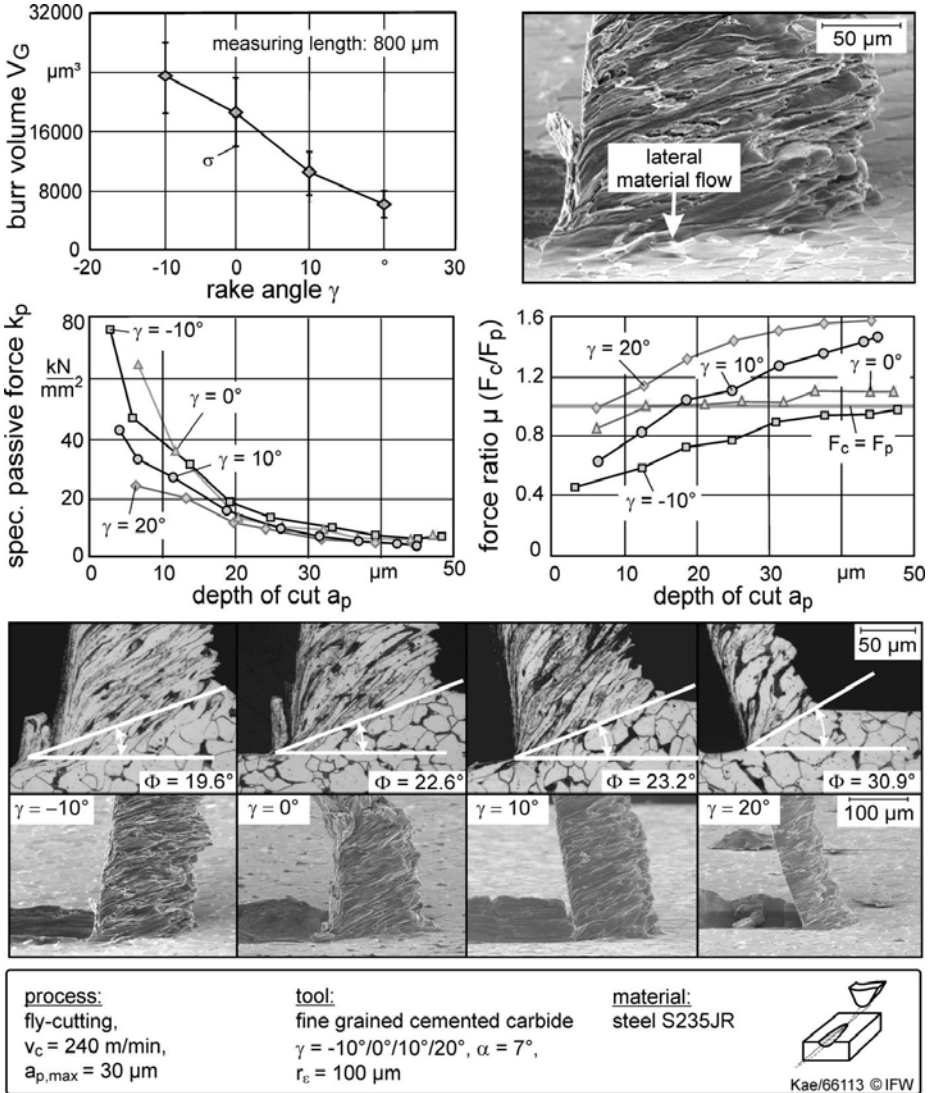 32000
burr volume V_G
µm³
16000
8000
0
measuring length: 800 µm
σ
-10
0
10
°
30
rake angle γ
50 µm
lateral
material flow
80
spec. passive force k_p
kN
mm²
40
20
0
γ = -10°
γ = 0°
γ = 10°
γ = 20°
0
10
20
30
µm
50
depth of cut a_p
1.6
force ratio µ (F_c/F_p)
1.2
1.0
0.8
0.4
0
γ = 20°
γ = 10°
γ = 0°
F_c = F_p
γ = -10°
0
10
20
30
µm
50
depth of cut a_p
50 µm
Φ = 19.6°
Φ = 22.6°
Φ = 23.2°
Φ = 30.9°
γ = −10°
γ = 0°
γ = 10°
γ = 20°
100 µm
process:
fly-cutting,
v_c = 240 m/min,
a_p,max = 30 µm
tool:
fine grained cemented carbide
γ = -10°/0°/10°/20°, α = 7°,
r_ε = 100 µm
material:
steel S235JR
Kae/66113 © IFW